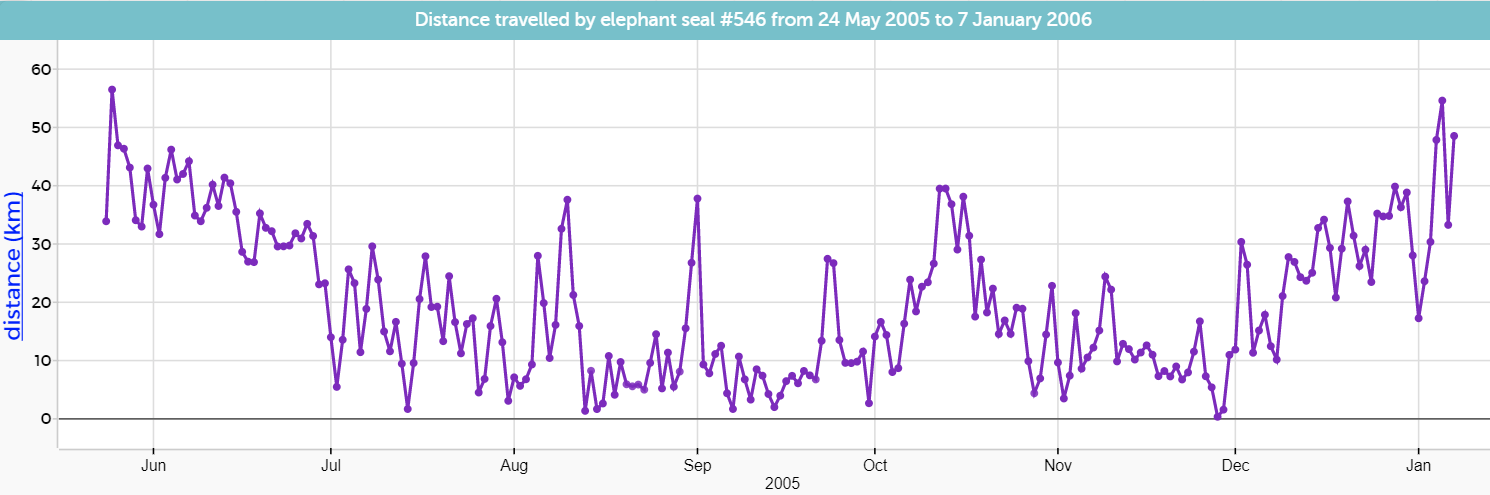 Distance travelled by elephant seal #546 from 24 May 2005 to 7 January 2006
60
50
40
30
20
10
0
distance (km)
Jun Jul Aug Sep Oct Nov Dec Jan
2005